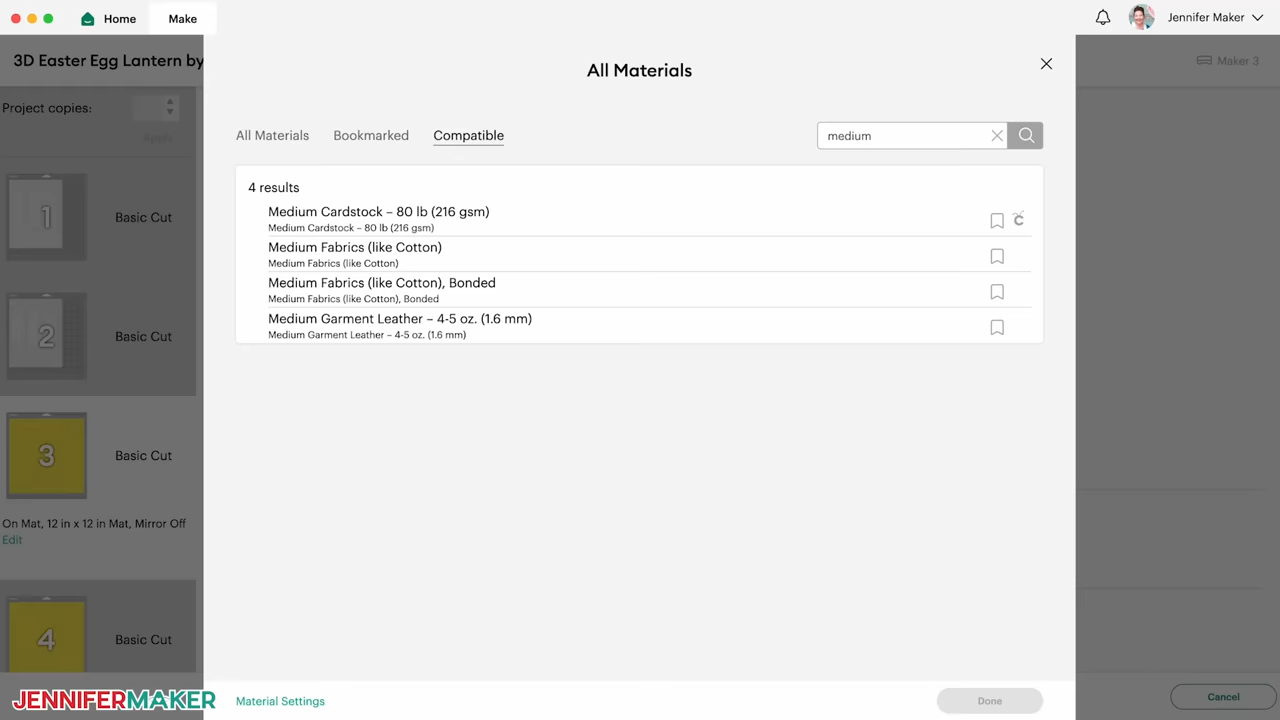 Home
Make
Jennifer Maker
3D Easter Egg Lantern by
Maker 3
Project copies:
Apply
1
Basic Cut
2
Basic Cut
3
Basic Cut
On Mat, 12 in x 12 in Mat, Mirror Off
Edit
4
Basic Cut
All Materials
All Materials
Bookmarked
Compatible
medium
4 results
Medium Cardstock – 80 lb (216 gsm)
Medium Cardstock – 80 lb (216 gsm)
Medium Fabrics (like Cotton)
Medium Fabrics (like Cotton)
Medium Fabrics (like Cotton), Bonded
Medium Fabrics (like Cotton), Bonded
Medium Garment Leather – 4-5 oz. (1.6 mm)
Medium Garment Leather – 4-5 oz. (1.6 mm)
Material Settings
Done
Cancel
JENNIFERMAKER